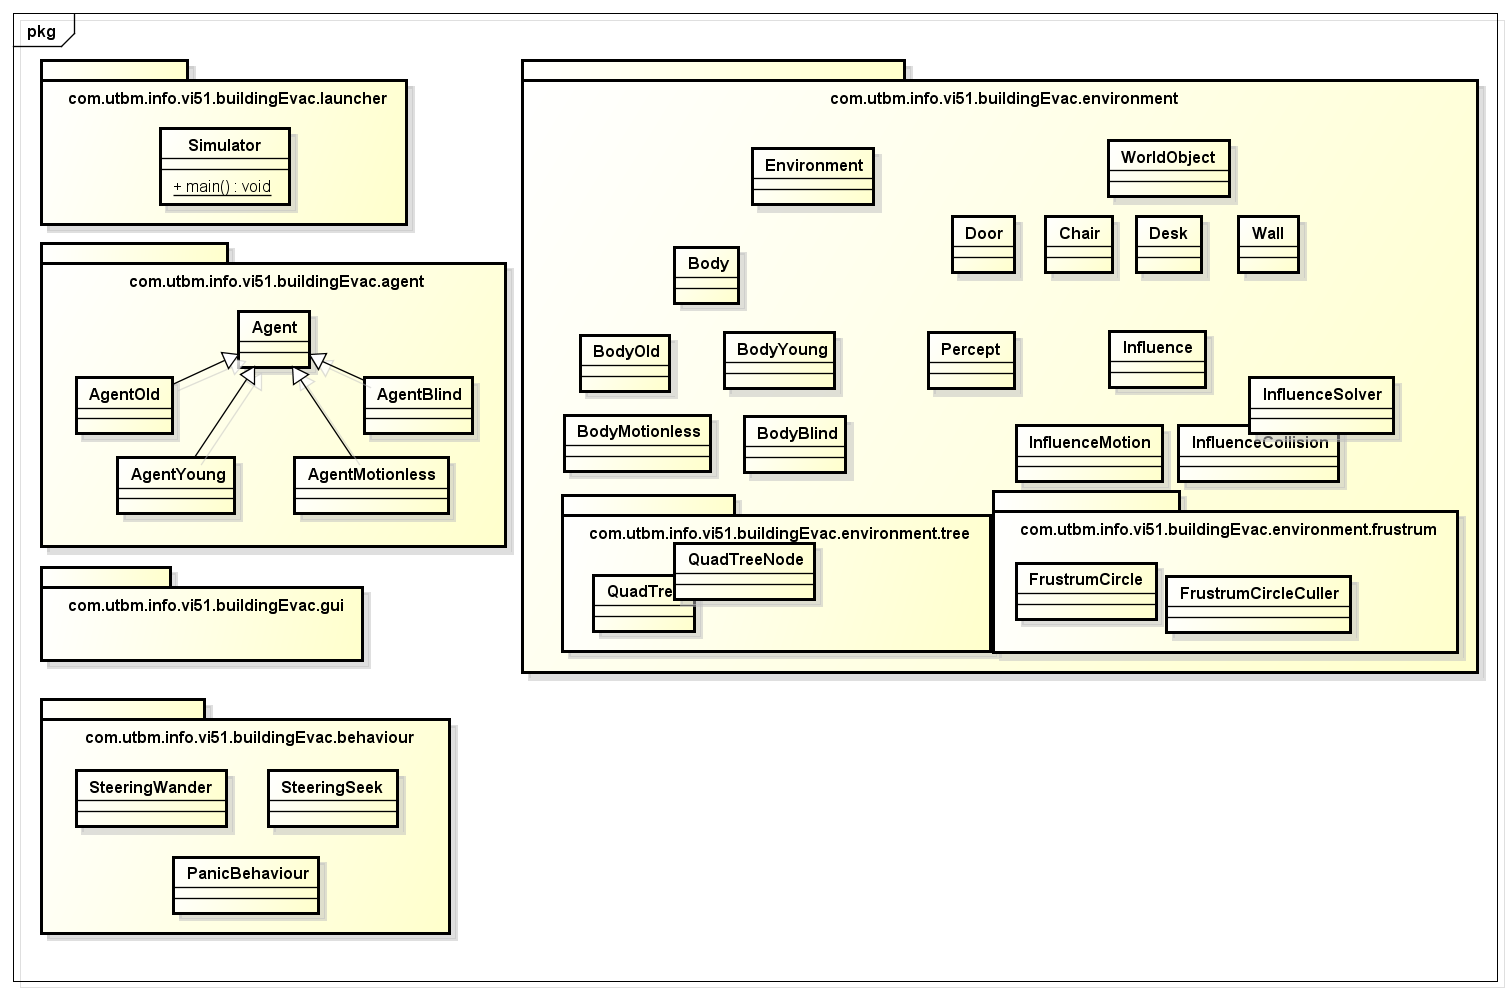 pkg
com.utbm.info.vi51.buildingEvac.launcher
Simulator
+ main() : void
com.utbm.info.vi51.buildingEvac.agent
Agent
AgentOld
AgentBlind
AgentYoung
AgentMotionless
com.utbm.info.vi51.buildingEvac.gui
com.utbm.info.vi51.buildingEvac.behaviour
SteeringWander
SteeringSeek
PanicBehaviour
com.utbm.info.vi51.buildingEvac.environment
Environment
WorldObject
Door
Chair
Desk
Wall
Body
BodyOld
BodyYoung
Percept
Influence
InfluenceSolver
BodyMotionless
BodyBlind
InfluenceMotion
InfluenceCollision
com.utbm.info.vi51.buildingEvac.environment.tree
QuadTreeNode
QuadTre
com.utbm.info.vi51.buildingEvac.environment.frustrum
FrustrumCircle
FrustrumCircleCuller